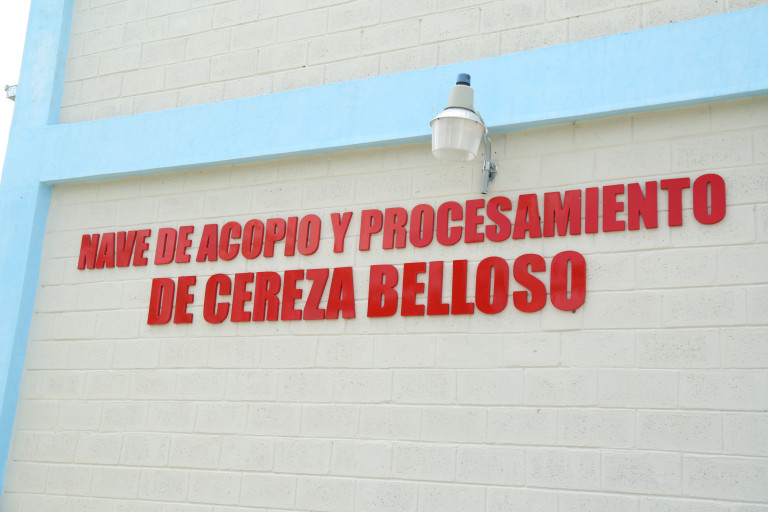 NAVE DE ACOPIO Y PROCESAMIENTO
DE CEREZA BELLOSO